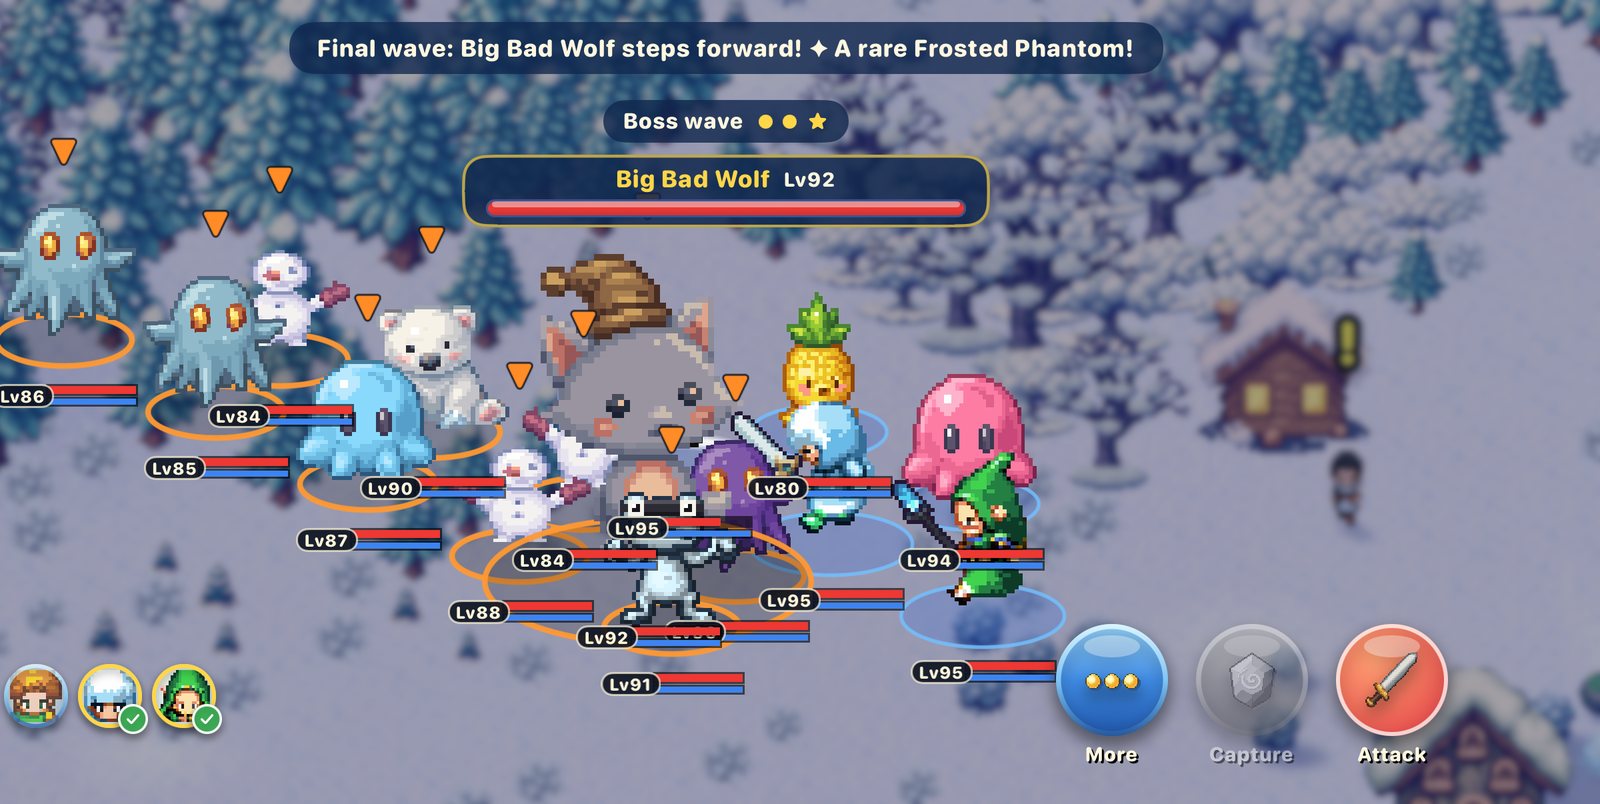 Final wave: Big Bad Wolf steps forward! ✦ A rare Frosted Phantom!
Boss wave
Big Bad Wolf Lv92
Lv86
Lv84
Lv85
Lv90
Lv80
Lv95
Lv87
Lv84
Lv94
Lv95
Lv88
Lv92
Lv91
Lv95
More
Capture
Attack